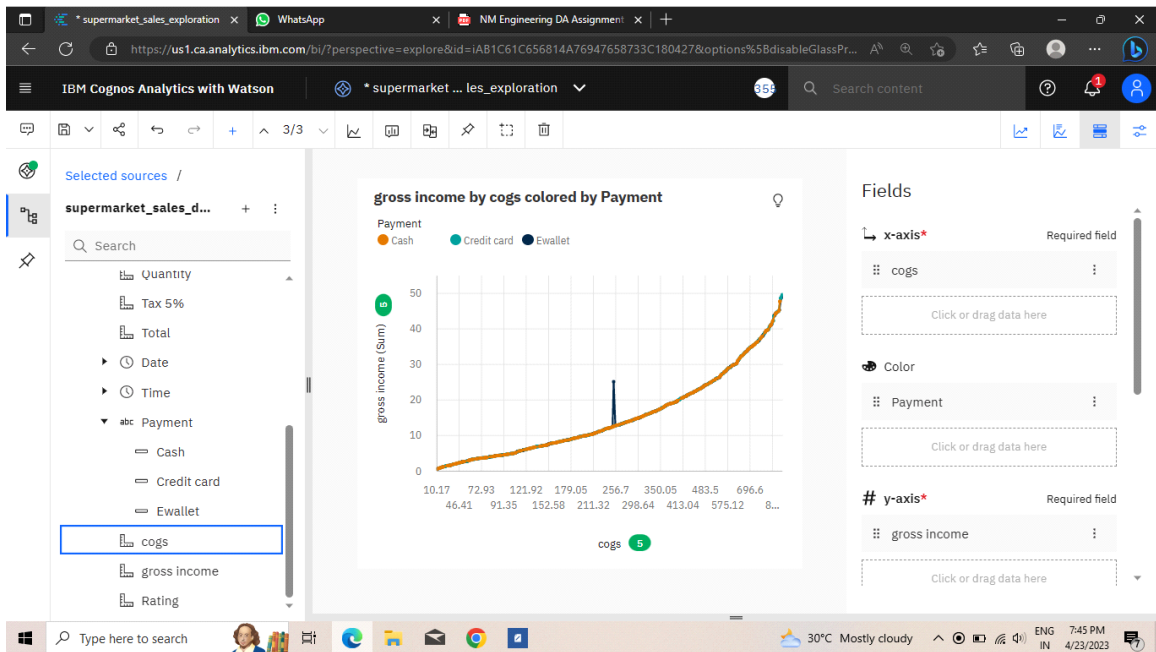 * supermarket_sales_exploration
WhatsApp
NM Engineering DA Assignment
https://us1.ca.analytics.ibm.com/bi/?perspective=explore&id=iAB1C61C656814A76947658733C180427&options%5BdisableGlassPr...
IBM Cognos Analytics with Watson
* supermarket ... les_exploration
355
Search content
1
3/3
Selected sources /
supermarket_sales_d...
Search
Quantity
Tax 5%
Total
Date
Time
abc Payment
Cash
Credit card
Ewallet
cogs
gross income
Rating
gross income by cogs colored by Payment
Payment
Cash Credit card Ewallet
5
gross income (Sum)
50
40
30
20
10
0
10.17 72.93 121.92 179.05 256.7 350.05 483.5 696.6
46.41 91.35 152.58 211.32 298.64 413.04 575.12 8...
cogs 5
Fields
x-axis* Required field
cogs
Click or drag data here
Color
Payment
Click or drag data here
# y-axis* Required field
gross income
Click or drag data here
Type here to search
30°C Mostly cloudy
ENG
IN
7:45 PM
4/23/2023
7